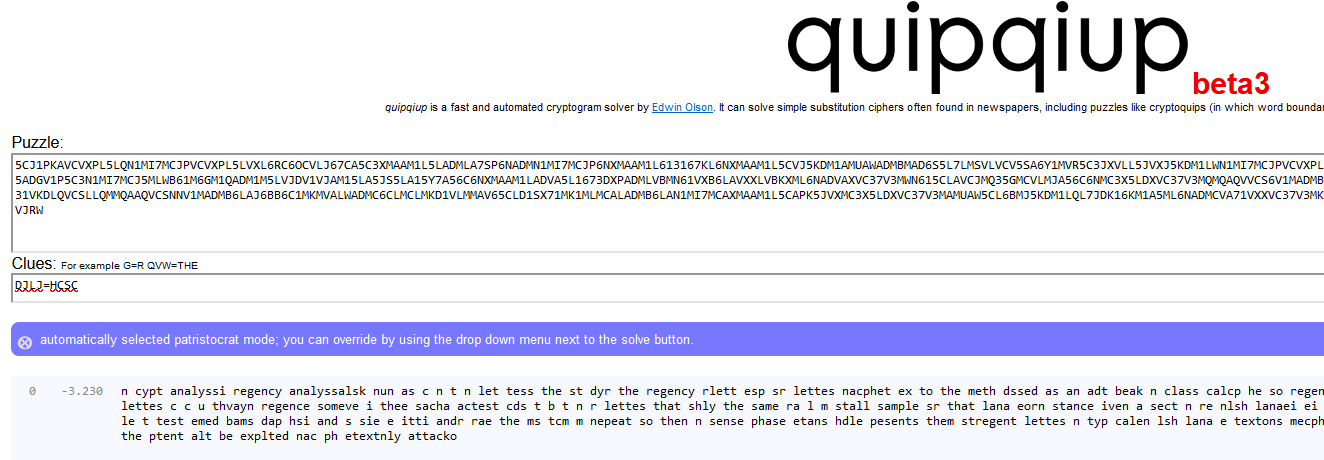 quipqiup beta3
quipqiup is a fast and automated cryptogram solver by Edwin Olson. It can solve simple substitution ciphers often found in newspapers, including puzzles like cryptoquips (in which word boundar
Puzzle:
5CJ1PKAVCVXPL5LQN1MI7MCJPVCVXPL5LVXL6RC6OCVLJ67CA5C3XMAAM1L5LADMLA7SP6NADMN1MI7MCJP6NXMAAM1L613167KL6NXMAAM1L5CVJ5KDM1AMUAWADMBMAD6S5L7LMSVLVCV5SA6Y1MVR5C3JXVLL5JVXJ5KDM1LWN1MI7MCJPVCVXPL
5ADGV1P5C3N1MI7MCJ5MLWB61M6GM1QADM1M5LVJDV1VJAM15LA5JS5LA15Y7A56C6NXMAAM1LADVA5L1673DXPADMLVBMN61VXB6LAVXXLVBKXML6NADVAXVC37V3MWN615CLAVCJMQ35GMCVLMJA56C6NMC3X5LDXVC37V3MQMQAQVVCS6V1MADMB
31VKDLQVCSLLQMMQAAQVCSNNV1MADMB6LAJ6BB6C1MKMVALWADMC6LCLMKD1VLMMAV65CLD1SX71MK1MLMCALADMB6LAN1MI7MCAXMAAM1L5CAPK5JVXMC3X5LDXVC37V3MAMUAW5CL6BMJ5KDM1LQL7JDK16KM1A5ML6NADMCVA71VXXVC37V3MK
VJRW
Clues: For example G=R QVW=THE
DJLJ=HCSC
automatically selected patristocrat mode; you can override by using the drop down menu next to the solve button.
0 -3.230 n cypt analyssi regency analyssalsk nun as c n t n let tess the st dyr the regency rlett esp sr lettes nacphet ex to the meth dssed as an adt beak n class calcp he so regen
lettes c c u thvayn regence someve i thee sacha actest cds t b t n r lettes that shly the same ra l m stall sample sr that lana eorn stance iven a sect n re nlsh lanaei ei
le t test emed bams dap hsi and s sie e itti andr rae the ms tcm m nepeat so then n sense phase etans hdle pesents them stregent lettes n typ calen lsh lana e textons mecph
the ptent alt be explted nac ph etextnly attacko